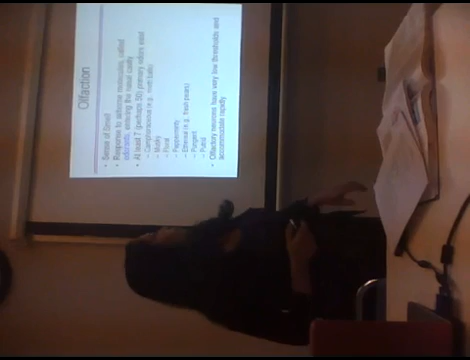 Olfaction
• Sense of Smell
• Response to airborne molecules, called
odorants entering the nasal cavity
• At least 7 (perhaps 50) primary odors exist
– Camphoraceous (e.g., moth balls)
– Musky
– Floral
– Pepperminty
– Ethereal (e.g., fresh pears)
– Pungent
– Putrid
• Olfactory neurons have very low thresholds and
accommodate rapidly